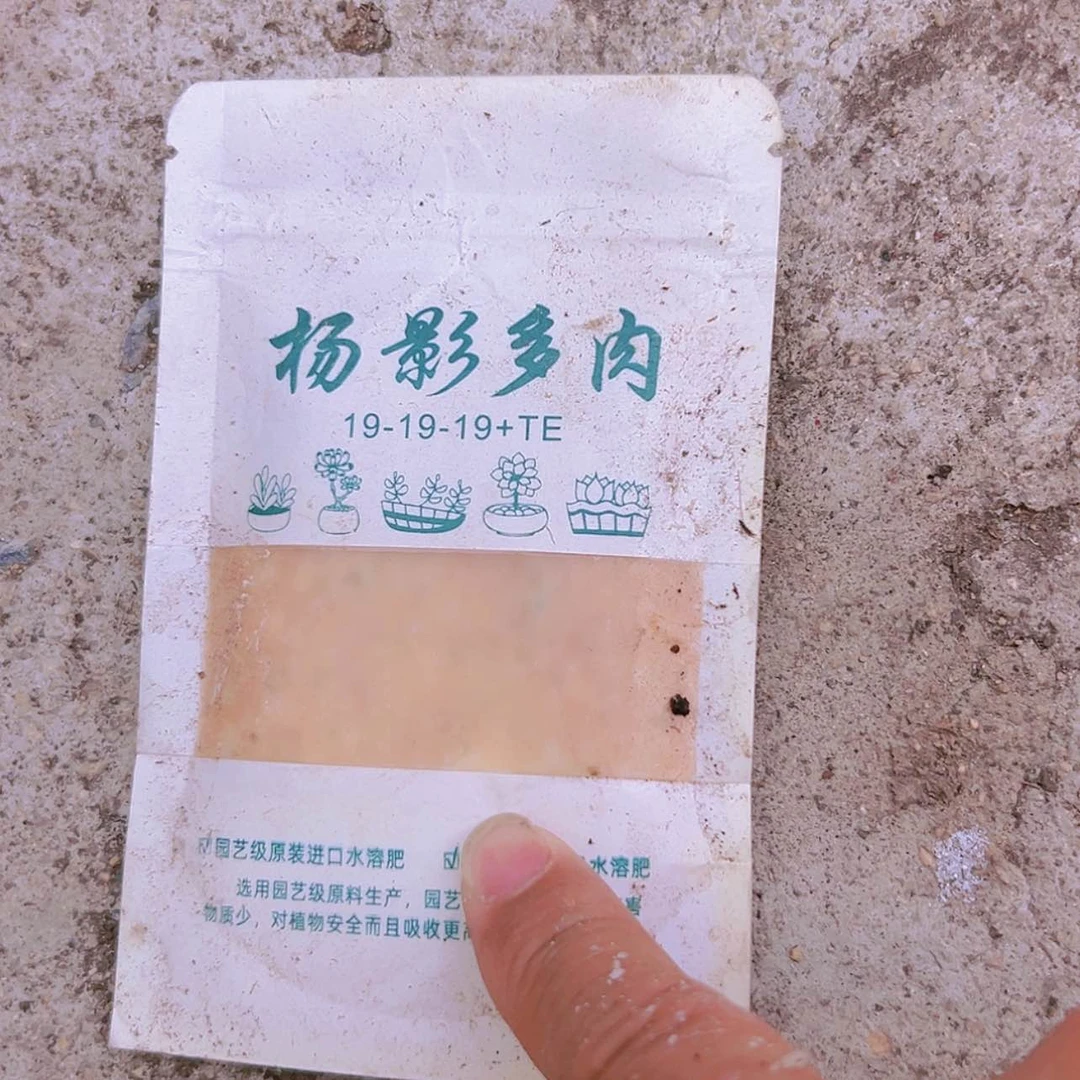 杨影多肉
19-19-19+TE
☑园艺级原装进口水溶肥 ☑ 水溶肥
选用园艺级原料生产，园艺 害
物质少，对植物安全而且吸收更高